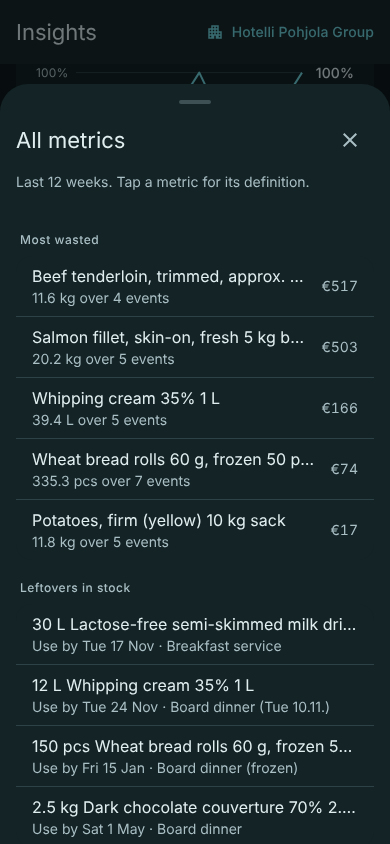 Insights
Hotelli Pohjola Group
100%
100%
All metrics
Last 12 weeks. Tap a metric for its definition.
Most wasted
Beef tenderloin, trimmed, approx. ...
€517
11.6 kg over 4 events
Salmon fillet, skin-on, fresh 5 kg b...
€503
20.2 kg over 5 events
Whipping cream 35% 1 L
€166
39.4 L over 5 events
Wheat bread rolls 60 g, frozen 50 p...
€74
335.3 pcs over 7 events
Potatoes, firm (yellow) 10 kg sack
€17
11.8 kg over 5 events
Leftovers in stock
30 L Lactose-free semi-skimmed milk dri...
Use by Tue 17 Nov · Breakfast service
12 L Whipping cream 35% 1 L
Use by Tue 24 Nov · Board dinner (Tue 10.11.)
150 pcs Wheat bread rolls 60 g, frozen 5...
Use by Fri 15 Jan · Board dinner (frozen)
2.5 kg Dark chocolate couverture 70% 2....
Use by Sat 1 May · Board dinner